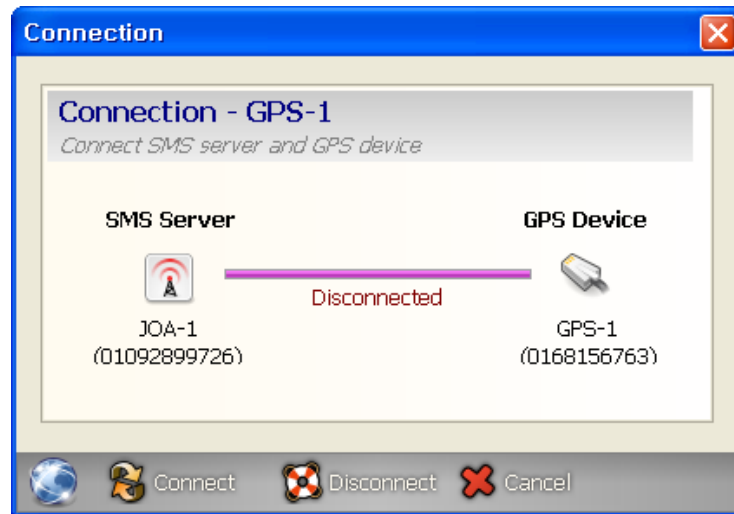 Connection
Connection - GPS-1
Connect SMS server and GPS device
SMS Server
GPS Device
Disconnected
JOA-1
(01092899726)
GPS-1
(0168156763)
Connect
Disconnect
Cancel